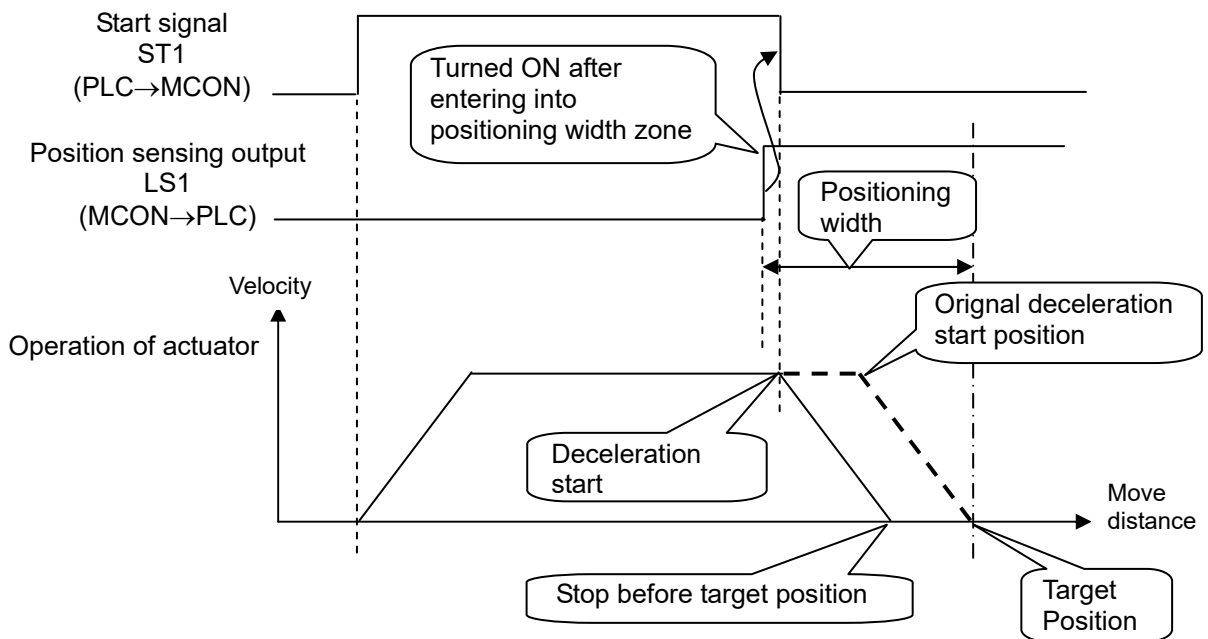 Start signal
ST1
(PLC→MCON)
Turned ON after
entering into
positioning width zone
Position sensing output
LS1
(MCON→PLC)
Positioning
width
Velocity
Orignal deceleration
start position
Operation of actuator
Deceleration
start
Move
distance
Stop before target position
Target
Position